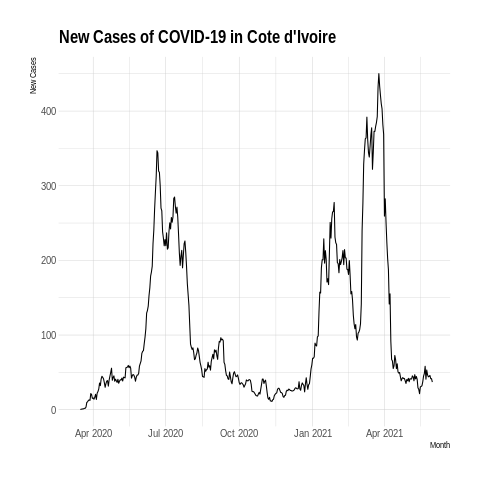 New Cases of COVID-19 in Cote d'Ivoire
New Cases
400
300
200
100
0
Apr 2020 Jul 2020 Oct 2020 Jan 2021 Apr 2021
Month